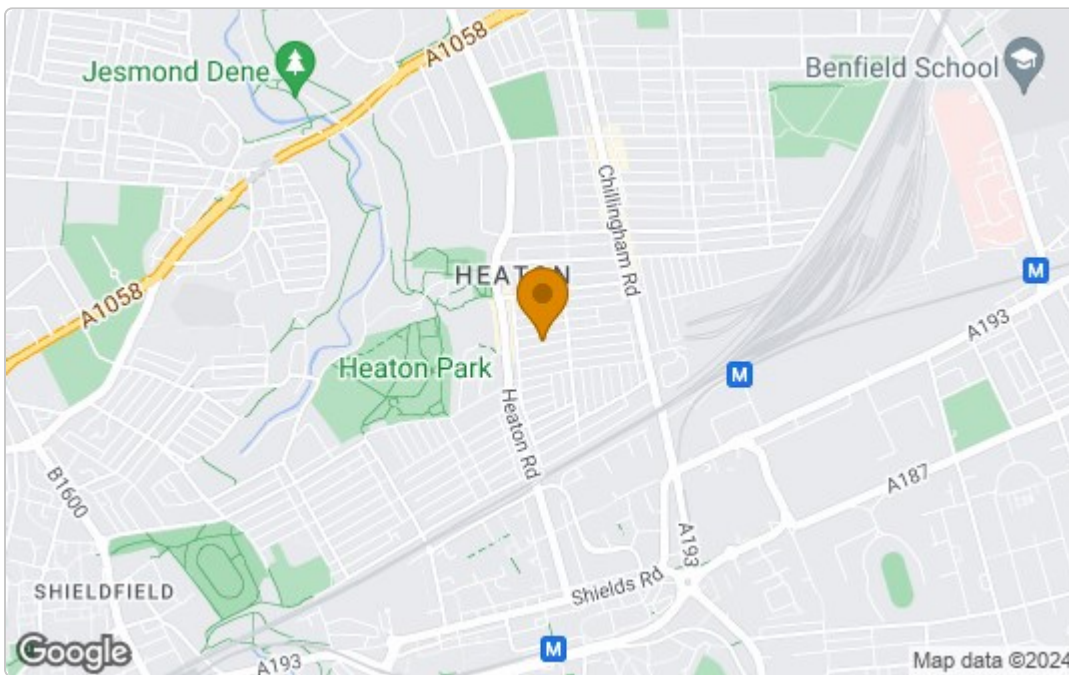 Jesmond Dene
A1058
Benfield School
Chillingham Rd
HEATON
A1058
M
A193
Heaton Park
M
Heaton Rd
B1600
A187
A193
SHIELDFIELD
Shields Rd
M
A193
Google
Map data ©2024